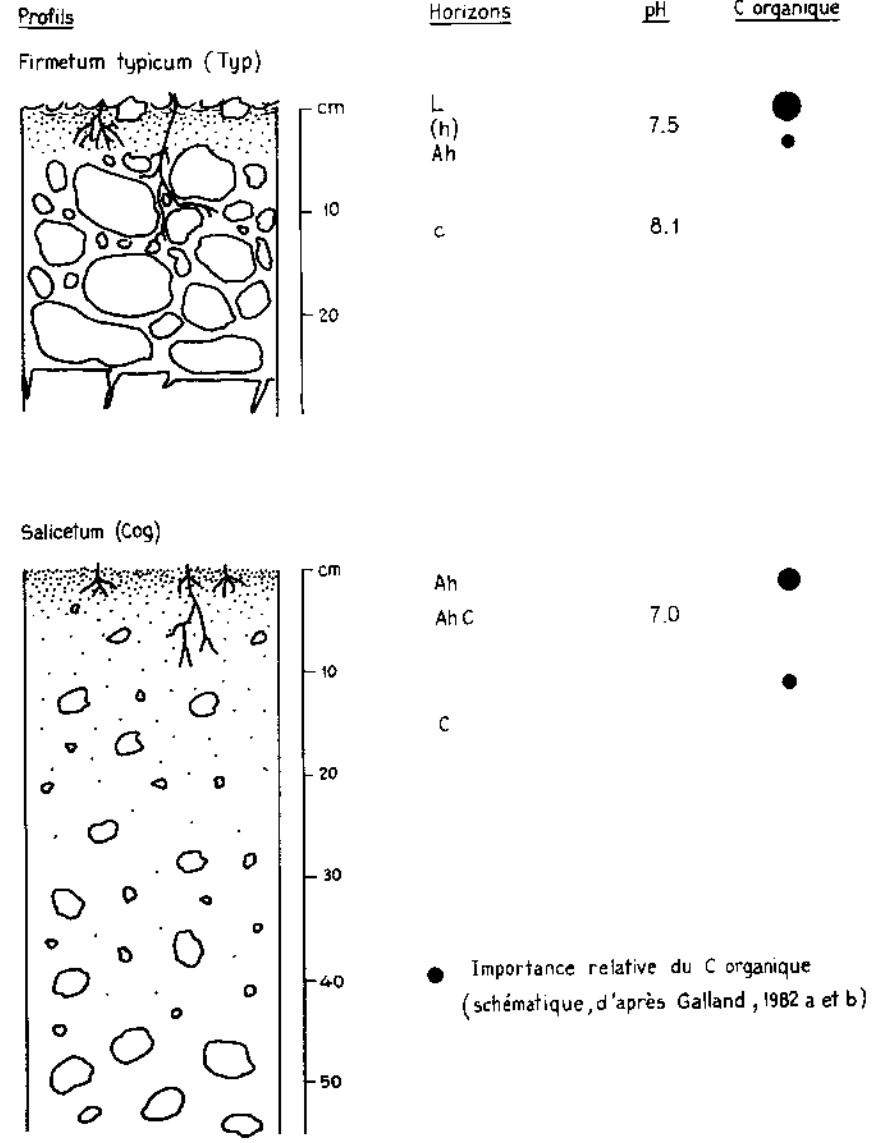 Profils Horizons pH C organique
Firmetum typicum (Typ)
cm L
(h) 7.5
Ah
10
c 8.1
20
Salicetum (Cog)
cm
Ah
Ah C 7.0
10
C
20
30
Importance relative du C organique
40
(schématique, d'après Galland, 1982 a et b)
50